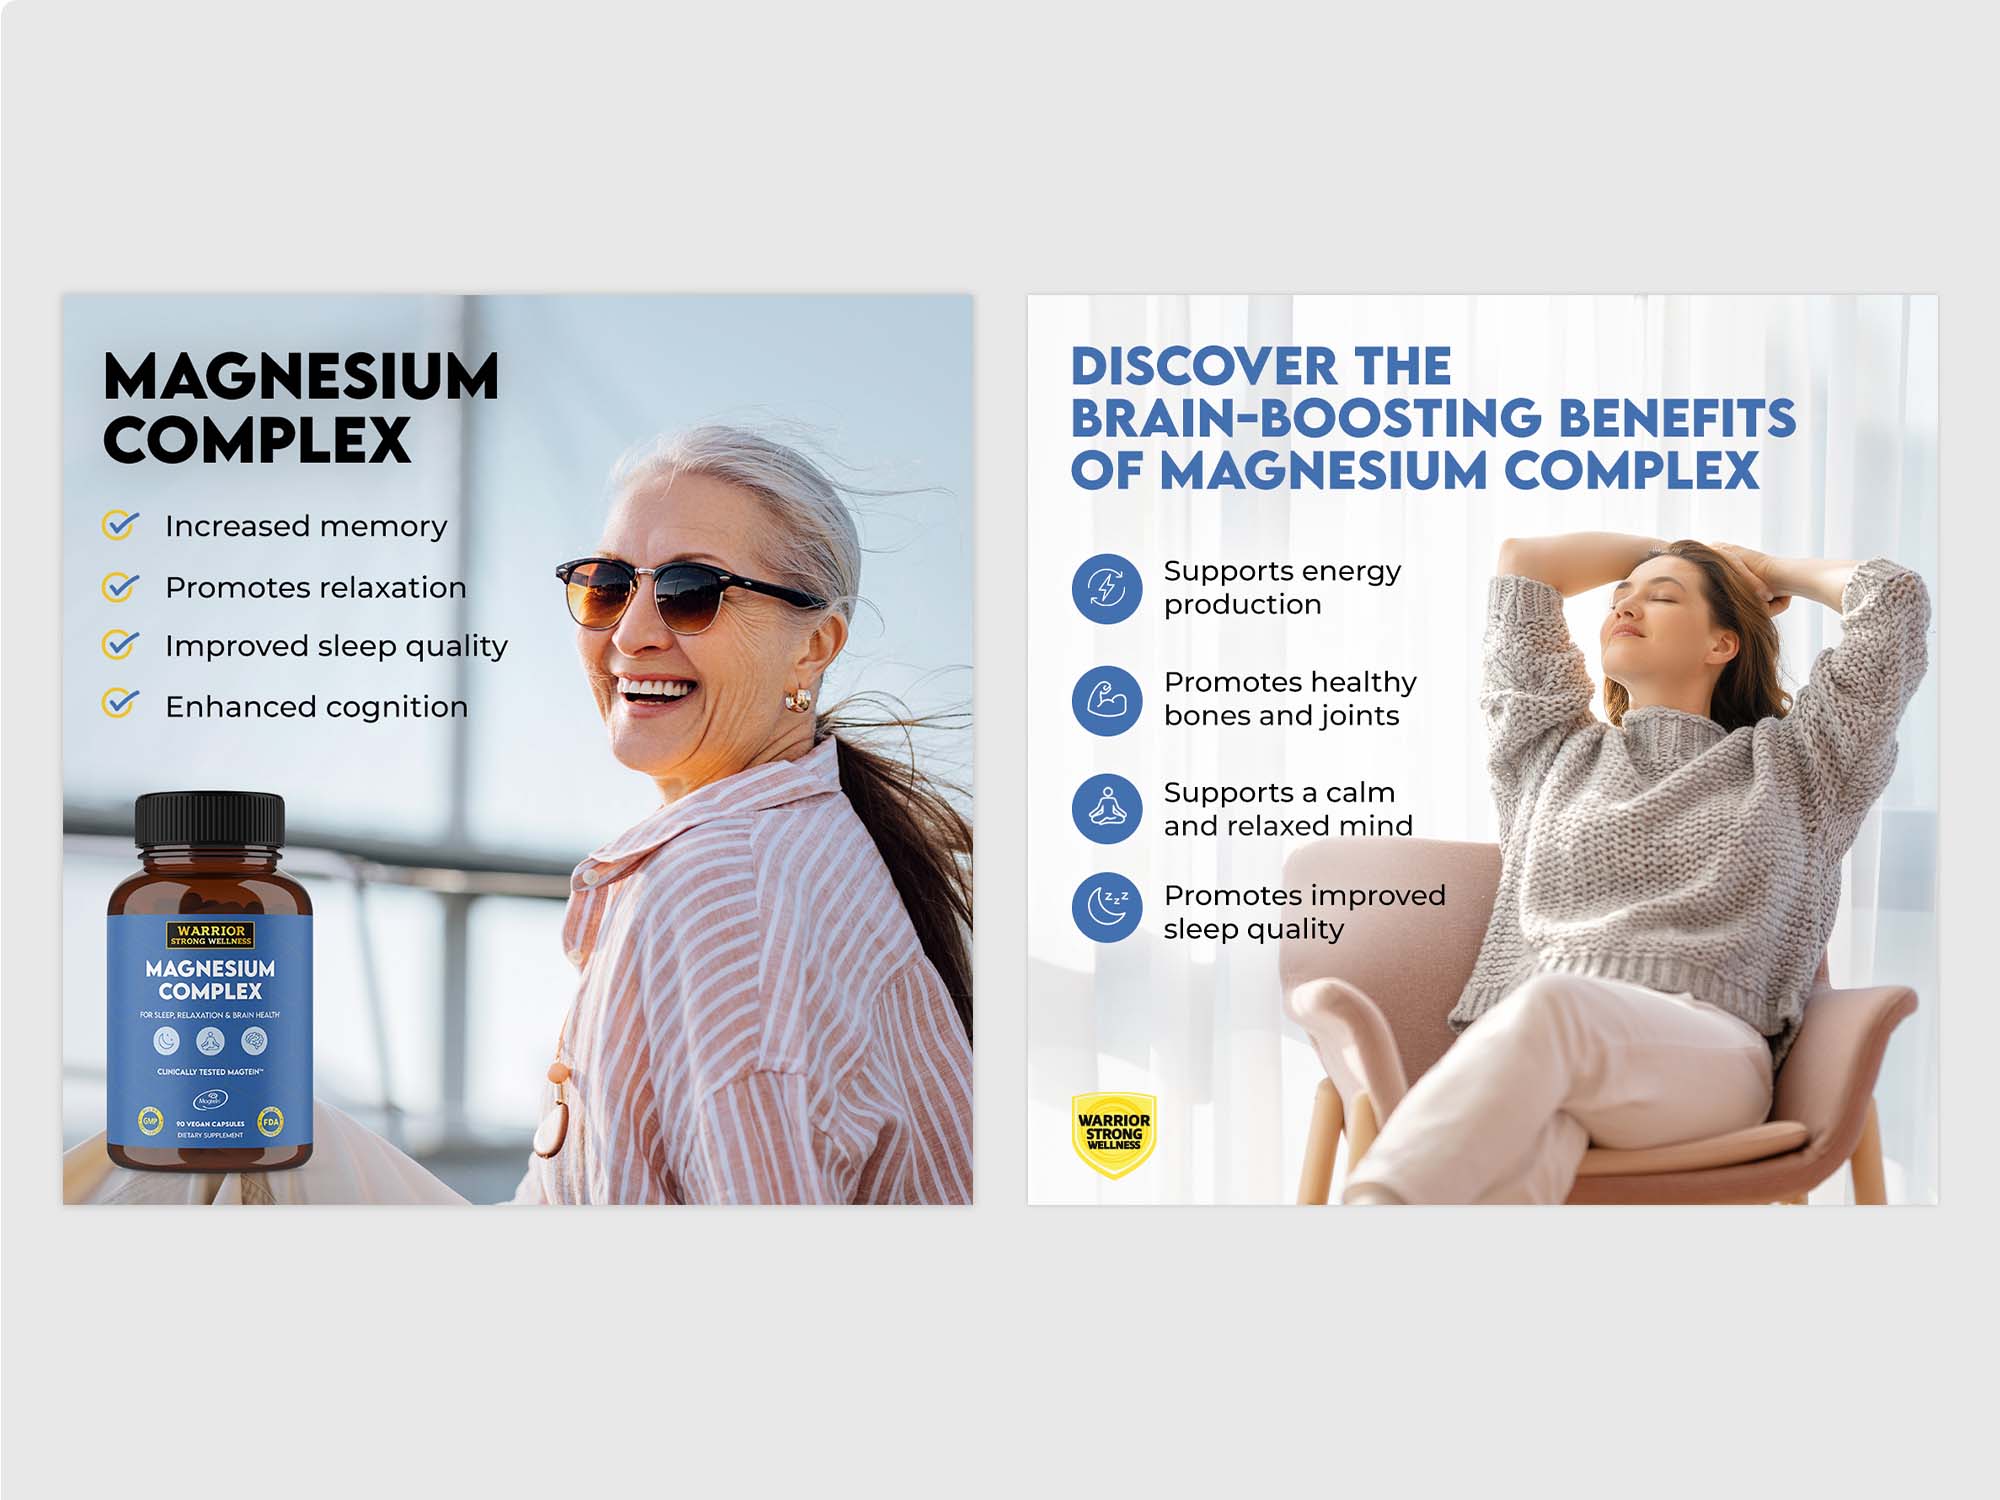 MAGNESIUM
COMPLEX
Increased memory
Promotes relaxation
Improved sleep quality
Enhanced cognition
WARRIOR
STRONG WELLNESS
MAGNESIUM
COMPLEX
FOR SLEEP, RELAXATION & BRAIN HEALTH
CLINICALLY TESTED MAGTEIN™
Magtein
GMP
90 VEGAN CAPSULES
DIETARY SUPPLEMENT
FDA
DISCOVER THE
BRAIN-BOOSTING BENEFITS
OF MAGNESIUM COMPLEX
Supports energy
production
Promotes healthy
bones and joints
Supports a calm
and relaxed mind
zzz
Promotes improved
sleep quality
WARRIOR
STRONG
WELLNESS